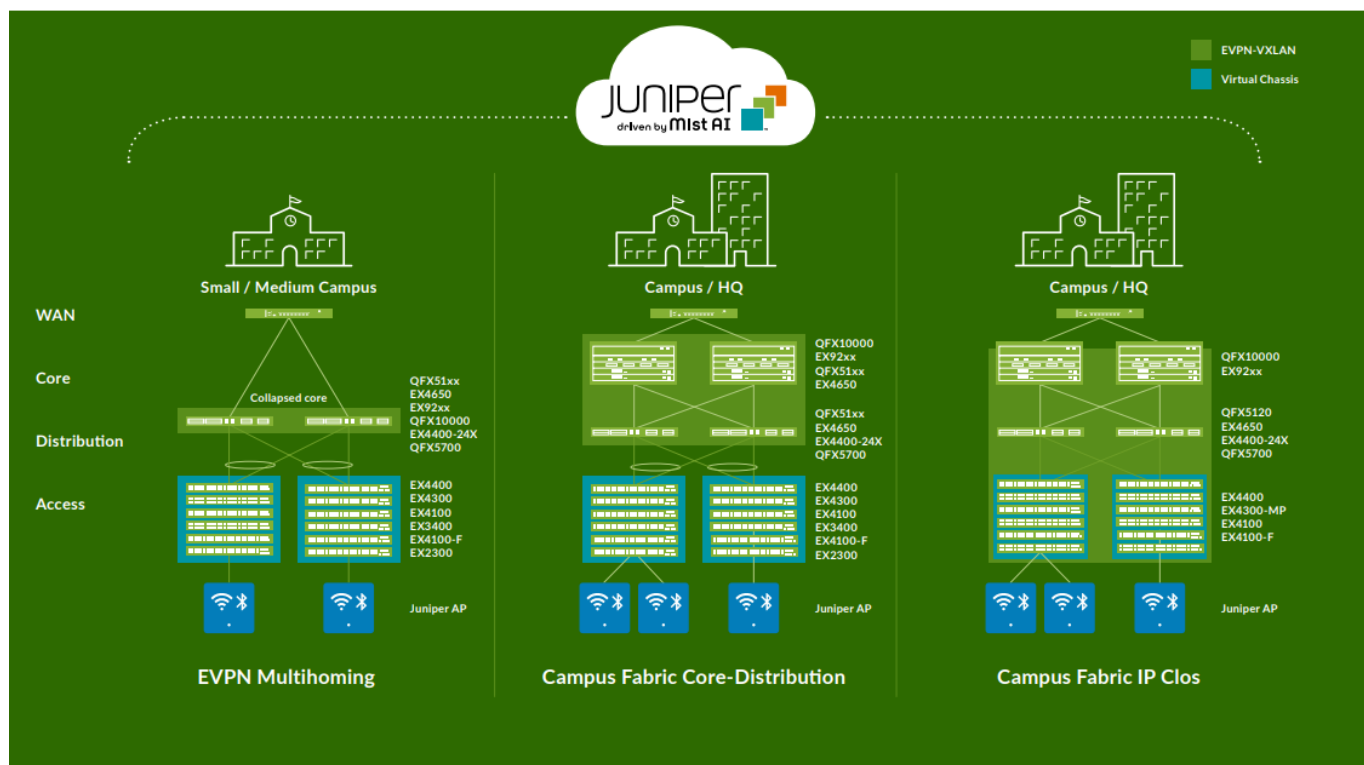 JUNIPer
driven by MIst AI
EVPN-VXLAN
Virtual Chassis
Small / Medium Campus
Campus / HQ
Campus / HQ
WAN
Core
Distribution
Access
Collapsed core
QFX51xx
EX4650
EX92xx
QFX10000
EX4400-24X
QFX5700
EX4400
EX4300
EX4100
EX3400
EX4100-F
EX2300
Juniper AP
QFX10000
EX92xx
QFX51xx
EX4650
QFX51xx
EX4650
EX4400-24X
QFX5700
EX4400
EX4300
EX4100
EX3400
EX4100-F
EX2300
Juniper AP
QFX10000
EX92xx
QFX5120
EX4650
EX4400-24X
QFX5700
EX4400
EX4300-MP
EX4100
EX4100-F
Juniper AP
EVPN Multihoming
Campus Fabric Core-Distribution
Campus Fabric IP Clos